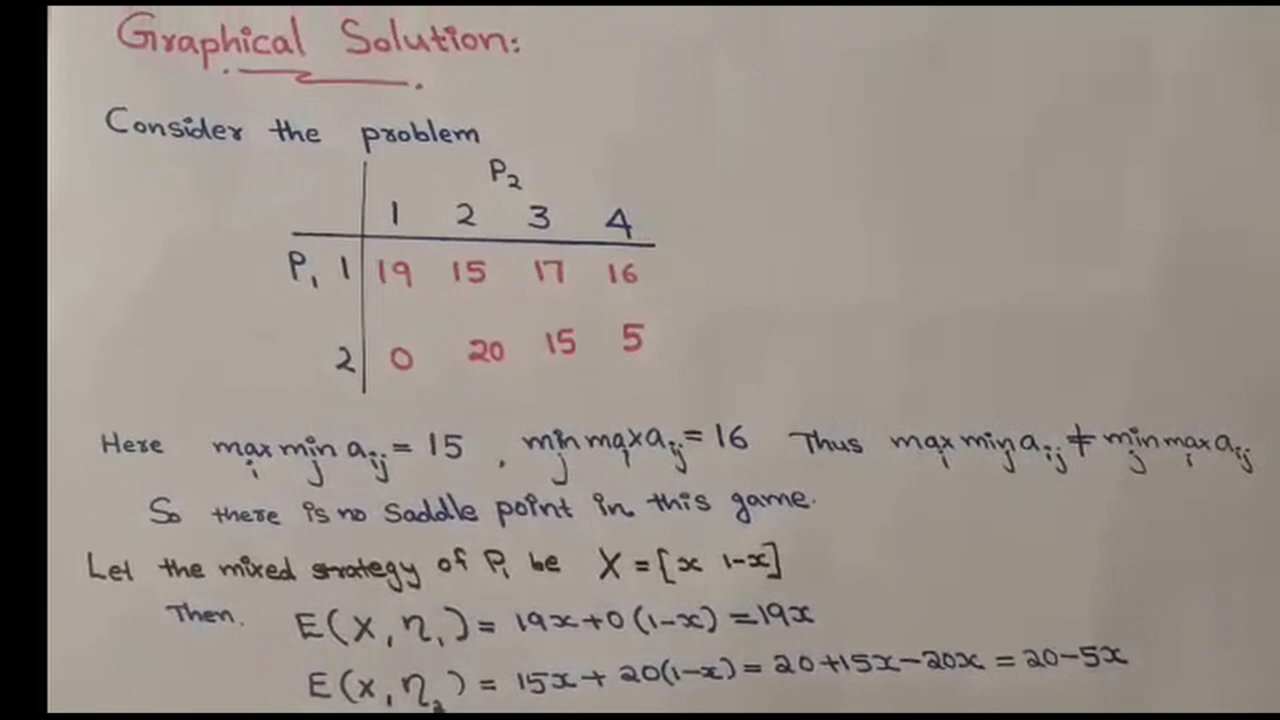 Graphical Solution:
Consider the problem
P₂
1 2 3 4
P₁ 1 19 15 17 16
2 0 20 15 5
Here max min aᵢⱼ = 15 , min max aᵢⱼ = 16 Thus max min aᵢⱼ ≠ min max aᵢⱼ
i j j i i j j i
So there is no saddle point in this game.
Let the mixed strategy of P₁ be X = [x 1-x]
Then. E(X, η₁) = 19x+0(1-x) = 19x
E(X, η₂) = 15x + 20(1-x) = 20+15x-20x = 20-5x